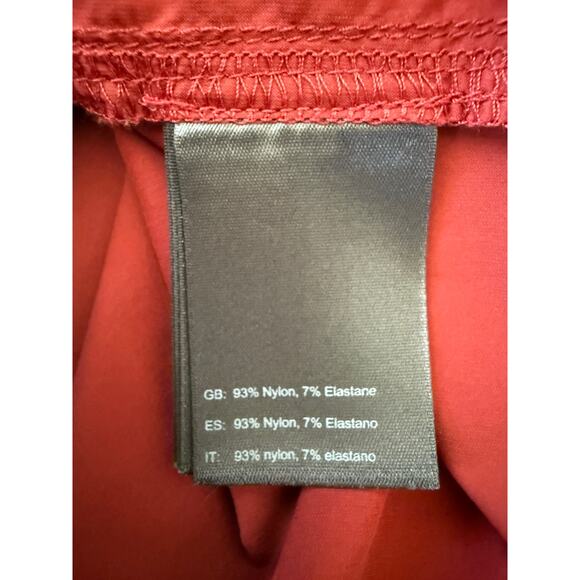 GB: 93% Nylon, 7% Elastane
ES: 93% Nylon, 7% Elastano
IT: 93% nylon, 7% elastano